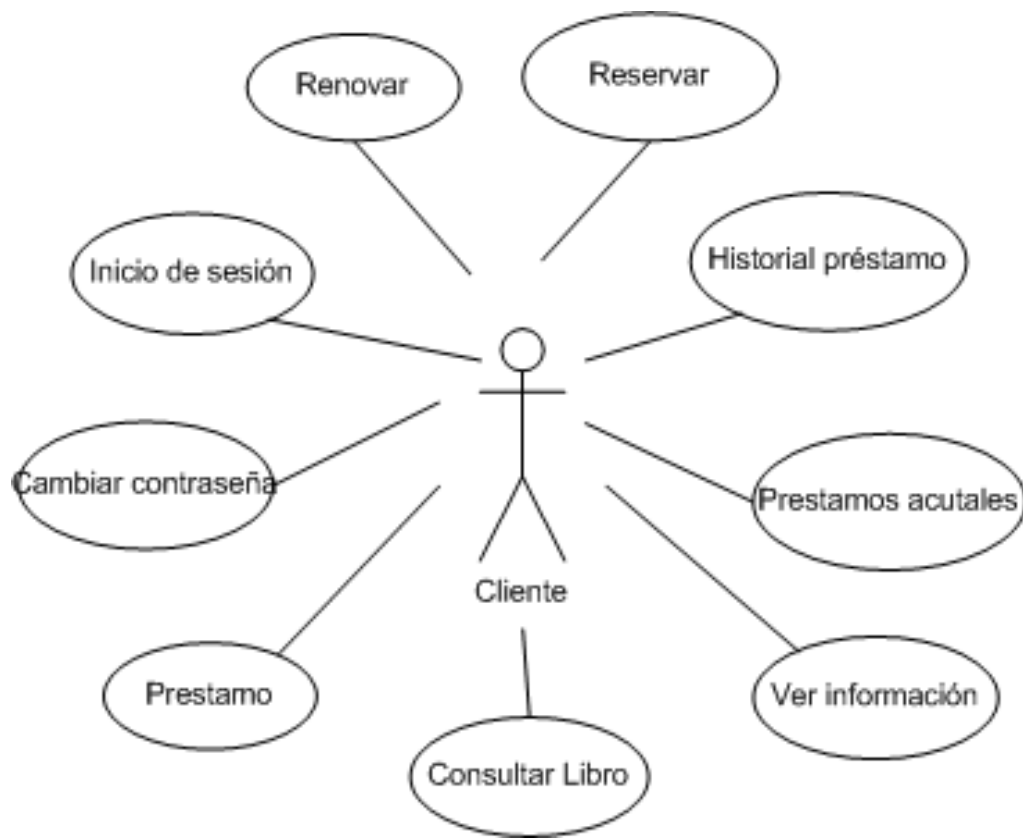 Renovar
Reservar
Inicio de sesión
Historial préstamo
Cambiar contraseña
Prestamos acutales
Cliente
Prestamo
Ver información
Consultar Libro